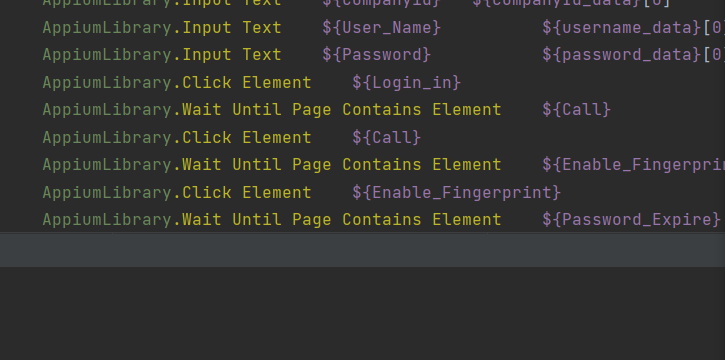 AppiumLibrary.Input Text    ${CompanyId}   ${CompanyId_data}[0]
AppiumLibrary.Input Text    ${User_Name}          ${username_data}[0
AppiumLibrary.Input Text    ${Password}           ${password_data}[0
AppiumLibrary.Click Element    ${Login_in}
AppiumLibrary.Wait Until Page Contains Element    ${Call}
AppiumLibrary.Click Element    ${Call}
AppiumLibrary.Wait Until Page Contains Element    ${Enable_Fingerprin
AppiumLibrary.Click Element    ${Enable_Fingerprint}
AppiumLibrary.Wait Until Page Contains Element    ${Password_Expire}